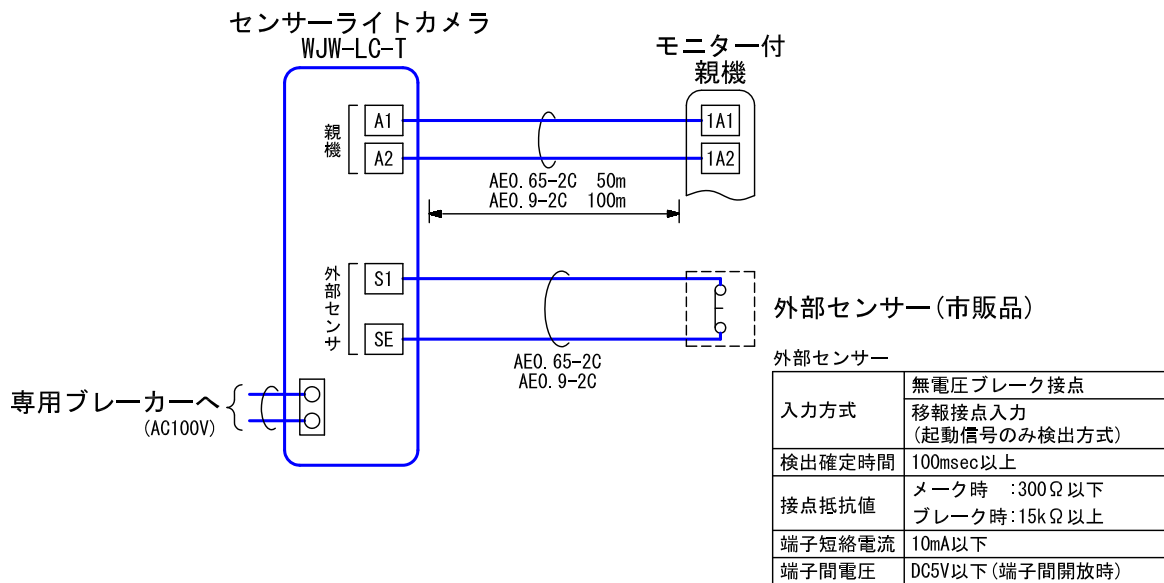 センサーライトカメラ
WJW-LC-T
モニター付
親機
親機
A1
A2
1A1
1A2
AE0.65-2C 50m
AE0.9-2C 100m
外部センサ
S1
SE
AE0.65-2C
AE0.9-2C
外部センサー(市販品)
専用ブレーカーへ
(AC100V)
外部センサー
入力方式
無電圧ブレーク接点
移報接点入力
(起動信号のみ検出方式)
検出確定時間 100msec以上
接点抵抗値
メーク時 :300Ω以下
ブレーク時:15kΩ以上
端子短絡電流 10mA以下
端子間電圧 DC5V以下(端子間開放時)